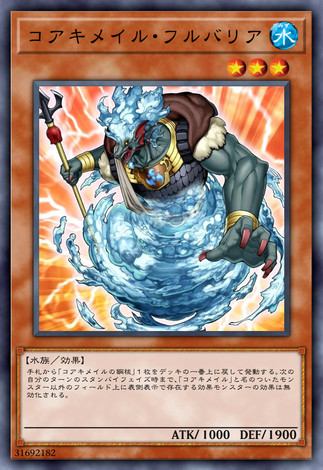 コアキメイル・フルバリア
水
【水族／効果】
手札から「コアキメイルの鋼核」１枚をデッキの一番上に戻して発動する。次の
自分のターンのスタンバイフェイズ時まで、「コアキメイル」と名のついたモン
スター以外のフィールド上に表側表示で存在する効果モンスターの効果は無
効化される。
ATK/1000 DEF/1900
31692182